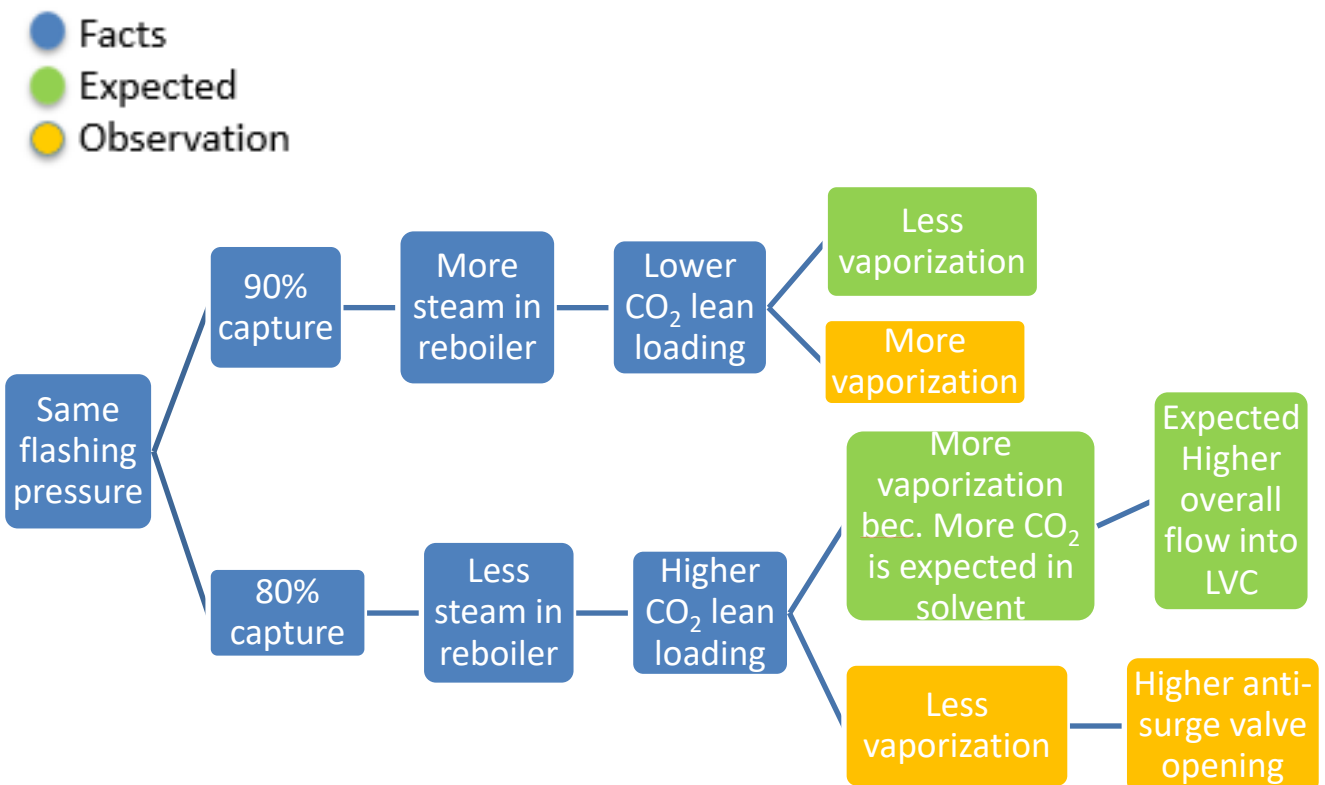 Facts
Expected
Observation
Same
flashing
pressure
90%
capture
More
steam in
reboiler
Lower
CO₂ lean
loading
Less
vaporization
More
vaporization
80%
capture
Less
steam in
reboiler
Higher
CO₂ lean
loading
More
vaporization
bec. More CO₂
is expected in
solvent
Expected
Higher
overall
flow into
LVC
Less
vaporization
Higher anti-
surge valve
opening